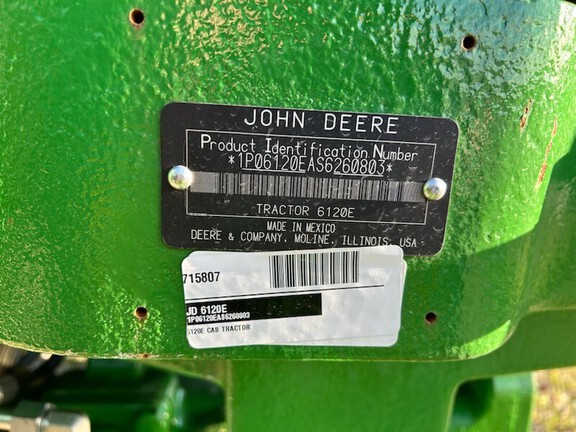 JOHN DEERE
Product Identification Number
*1P06120EAS6260803*
TRACTOR 6120E
MADE IN MEXICO
DEERE & COMPANY, MOLINE, ILLINOIS, USA
715807
JD 6120E
1P06120EAS6260803
6120E CAB TRACTOR